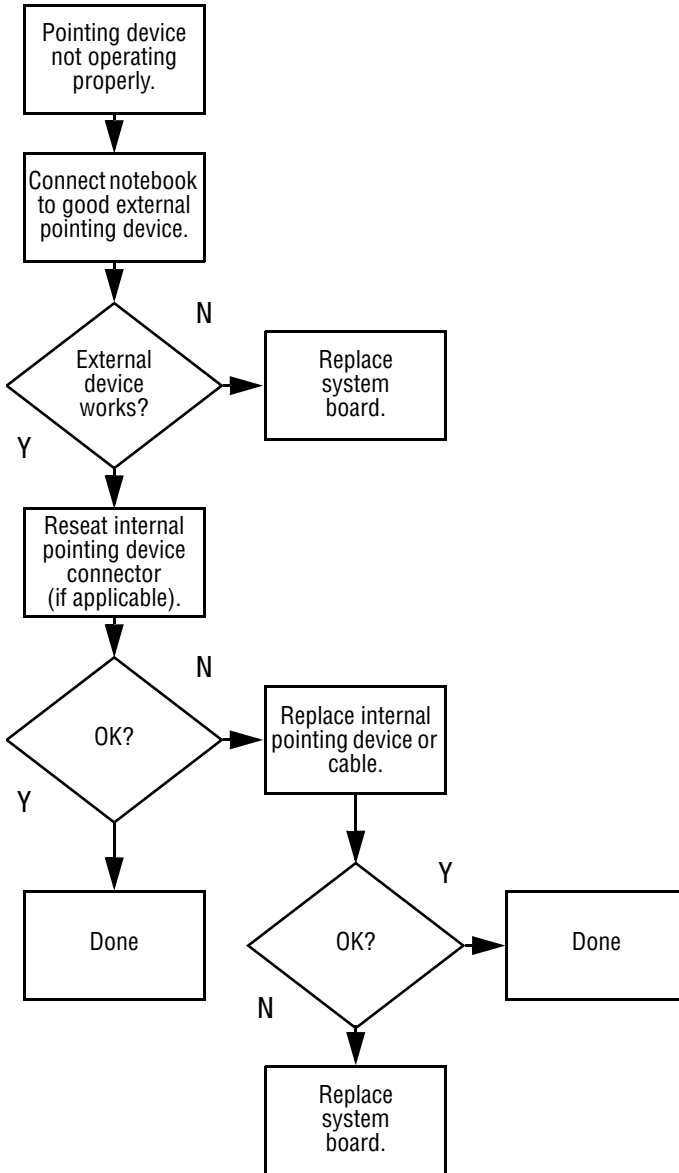 Pointing device
not operating
properly.
Connect notebook
to good external
pointing device.
N
External
device
works?
Replace
system
board.
Y
Reseat internal
pointing device
connector
(if applicable).
N
OK?
Replace internal
pointing device or
cable.
Y
Y
Done
OK?
Done
N
Replace
system
board.